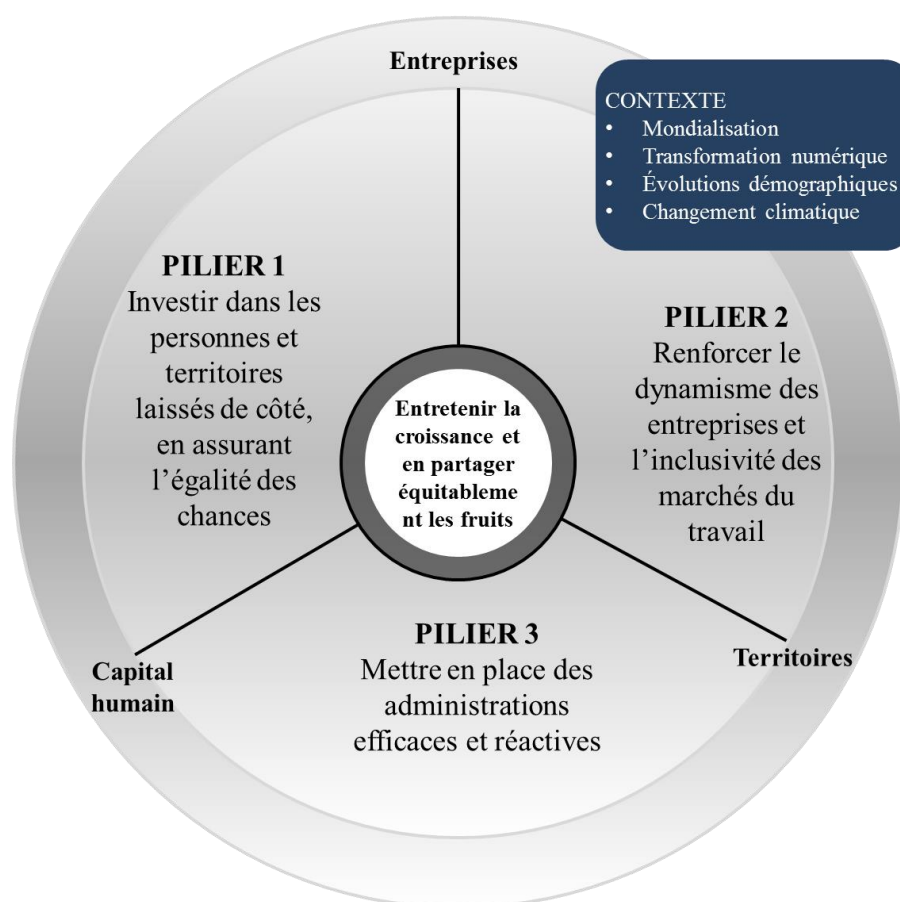 Entreprises
CONTEXTE
• Mondialisation
• Transformation numérique
• Évolutions démographiques
• Changement climatique
PILIER 1
Investir dans les
personnes et
territoires
laissés de côté,
en assurant
l'égalité des
chances
PILIER 2
Renforcer le
dynamisme des
entreprises et
l'inclusivité des
marchés du
travail
Entretenir la
croissance et
en partager
équitableme
nt les fruits
PILIER 3
Mettre en place des
administrations
efficaces et réactives
Capital
humain
Territoires